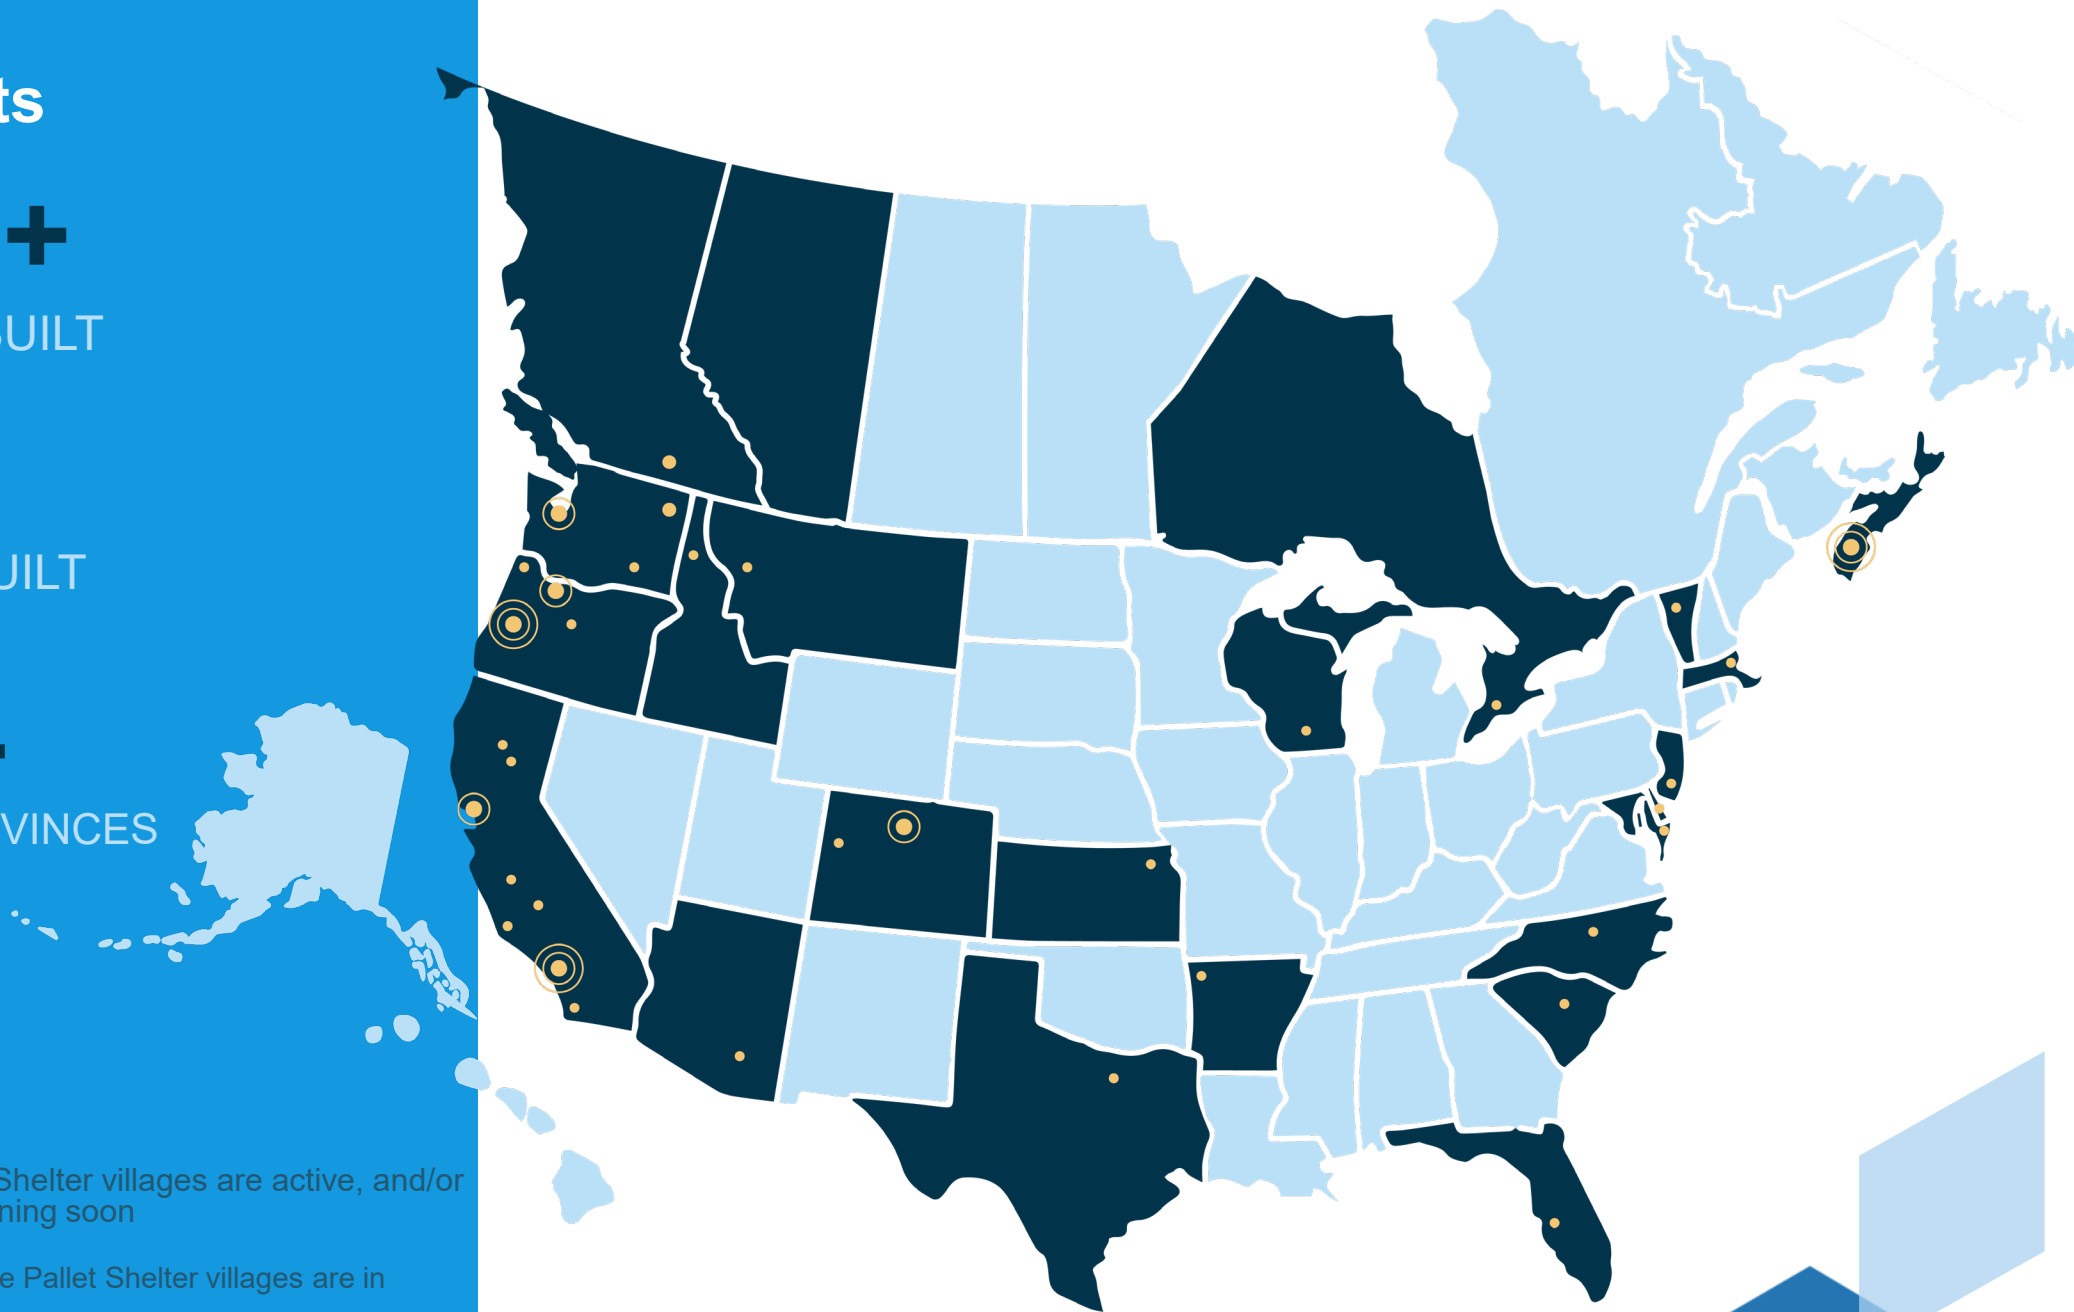 ts
+
UILT
UILT
VINCES
Shelter villages are active, and/or
ning soon
e Pallet Shelter villages are in